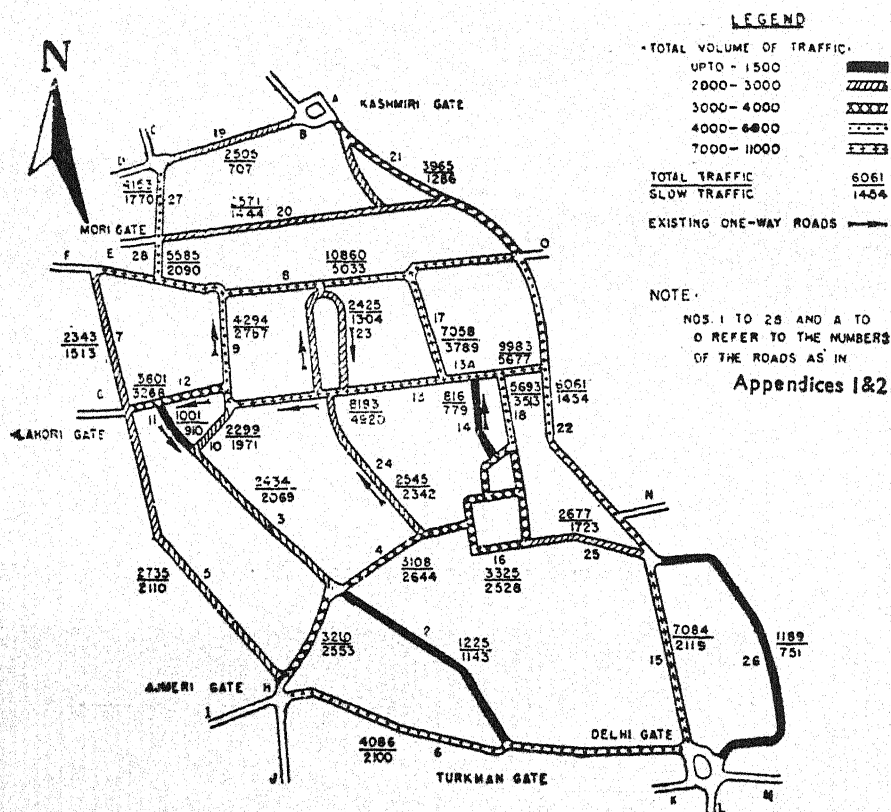 LEGEND
TOTAL VOLUME OF TRAFFIC
UPTO - 1500
2000-3000
3000-4000
4000-6000
7000-11000
TOTAL TRAFFIC 6061
SLOW TRAFFIC 1454
EXISTING ONE-WAY ROADS
NOTE
NOS. 1 TO 28 AND A TO
O REFER TO THE NUMBERS
OF THE ROADS AS IN
Appendices 1&2
N
A
KASHMIRI GATE
B
C
D
19
2505
707
21
3965
1286
4153
1770
27
2571
1444
20
MORI GATE
E
F
28
5585
2090
8
10860
5033
O
2343
1513
7
4294
2767
9
2425
1304
23
17
7058
3789
9983
5677
13A
3801
3268
12
G
LAHORI GATE
11
1001
910
10
2299
1971
8193
4920
13
816
779
14
5693
3513
18
6061
1454
22
2434
2069
3
24
2545
2342
4
3108
2644
16
3325
2528
2677
1723
25
N
2735
2110
5
3210
2553
2
1225
1143
15
7084
2119
26
1189
751
AJMERI GATE
H
I
J
4086
2100
6
TURKMAN GATE
DELHI GATE
K
L
M